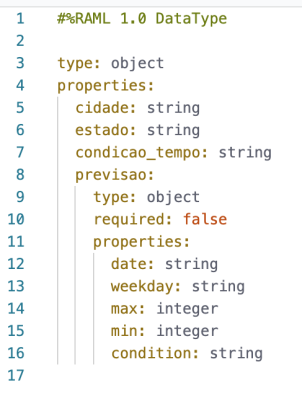 1 #%RAML 1.0 DataType
2
3 type: object
4 properties:
5   cidade: string
6   estado: string
7   condicao_tempo: string
8   previsao:
9     type: object
10     required: false
11     properties:
12       date: string
13       weekday: string
14       max: integer
15       min: integer
16       condition: string
17